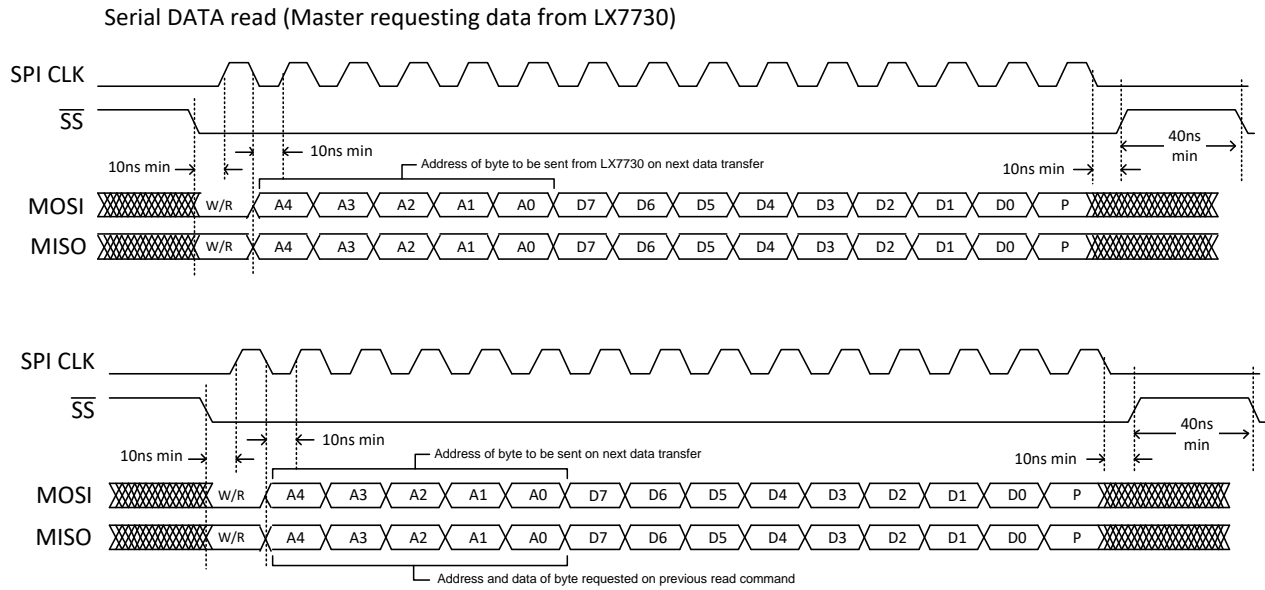 Serial DATA read (Master requesting data from LX7730)
SPI CLK
SS
10ns min
10ns min
Address of byte to be sent from LX7730 on next data transfer
10ns min
40ns
min
MOSI W/R A4 A3 A2 A1 A0 D7 D6 D5 D4 D3 D2 D1 D0 P
MISO W/R A4 A3 A2 A1 A0 D7 D6 D5 D4 D3 D2 D1 D0 P
SPI CLK
SS
10ns min
10ns min
Address of byte to be sent on next data transfer
10ns min
40ns
min
MOSI W/R A4 A3 A2 A1 A0 D7 D6 D5 D4 D3 D2 D1 D0 P
MISO W/R A4 A3 A2 A1 A0 D7 D6 D5 D4 D3 D2 D1 D0 P
Address and data of byte requested on previous read command